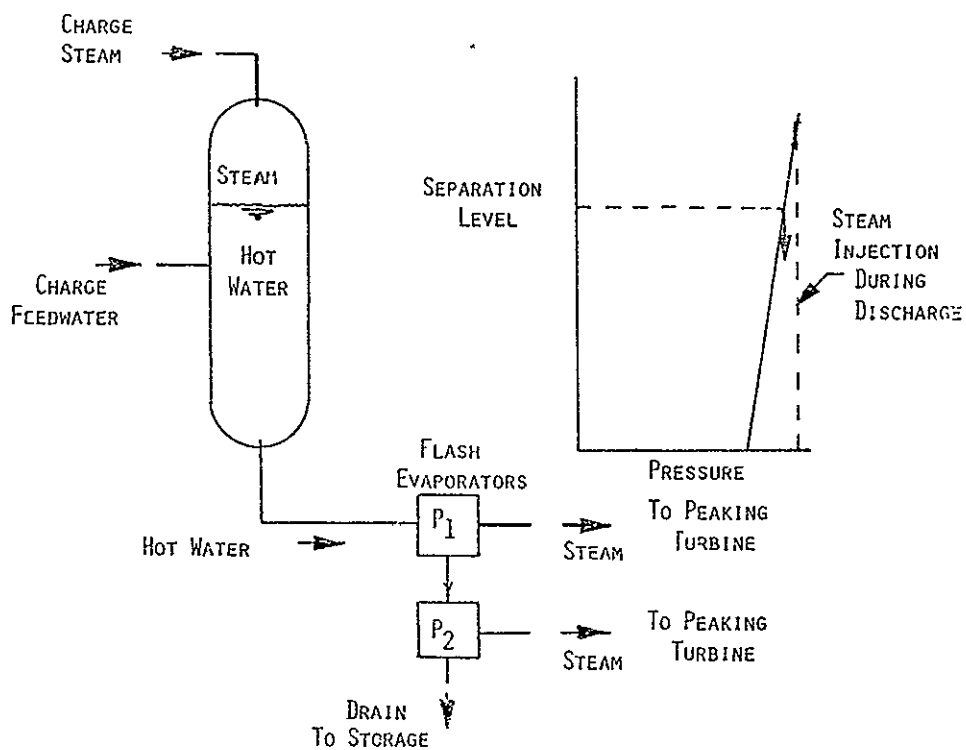 CHARGE
STEAM
STEAM
HOT
WATER
CHARGE
FEEDWATER
SEPARATION
LEVEL
STEAM
INJECTION
DURING
DISCHARGE
PRESSURE
FLASH
EVAPORATORS
P1
HOT WATER
STEAM
TO PEAKING
TURBINE
P2
STEAM
TO PEAKING
TURBINE
DRAIN
TO STORAGE